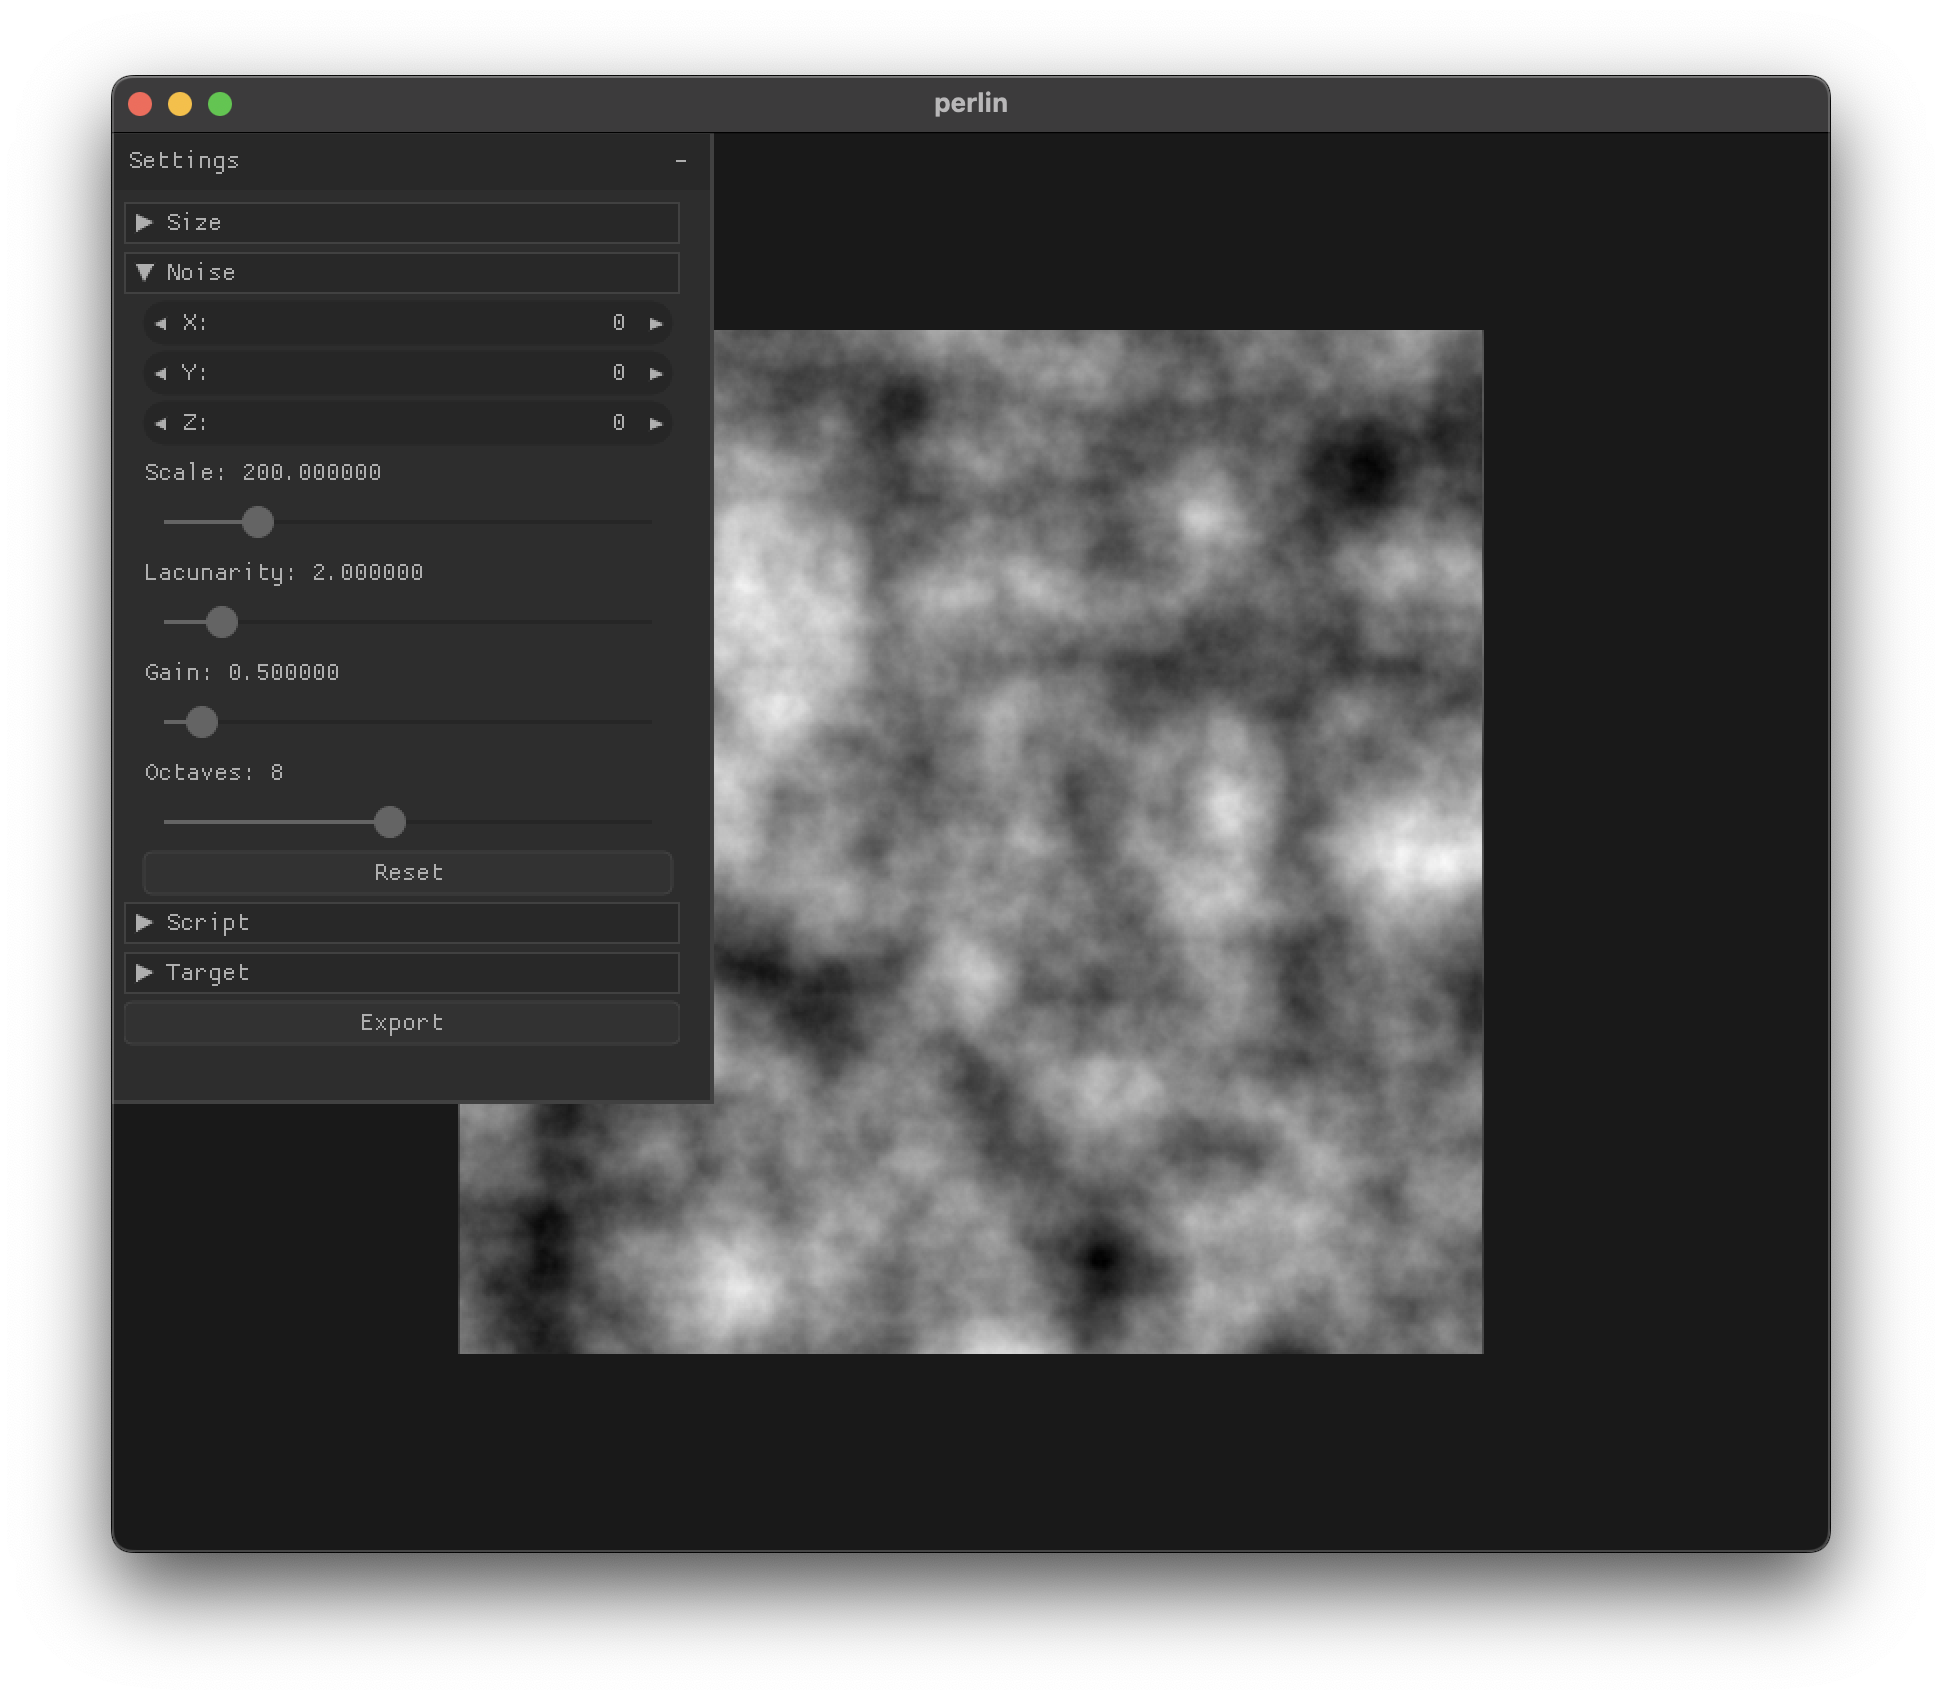 perlin
Settings -
▶ Size
▼ Noise
◀ X: 0 ▶
◀ Y: 0 ▶
◀ Z: 0 ▶
Scale: 200.000000
Lacunarity: 2.000000
Gain: 0.500000
Octaves: 8
Reset
▶ Script
▶ Target
Export